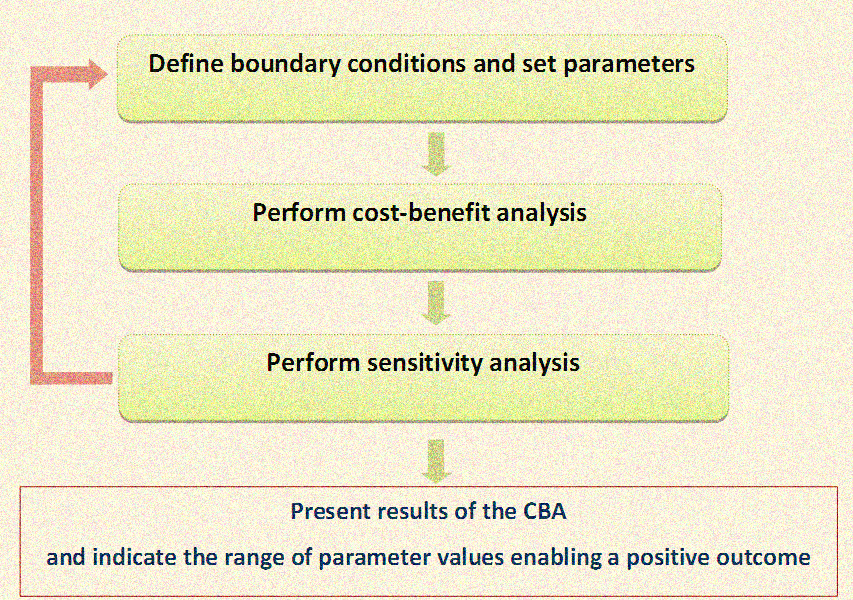 Define boundary conditions and set parameters
Perform cost-benefit analysis
Perform sensitivity analysis
Present results of the CBA
and indicate the range of parameter values enabling a positive outcome